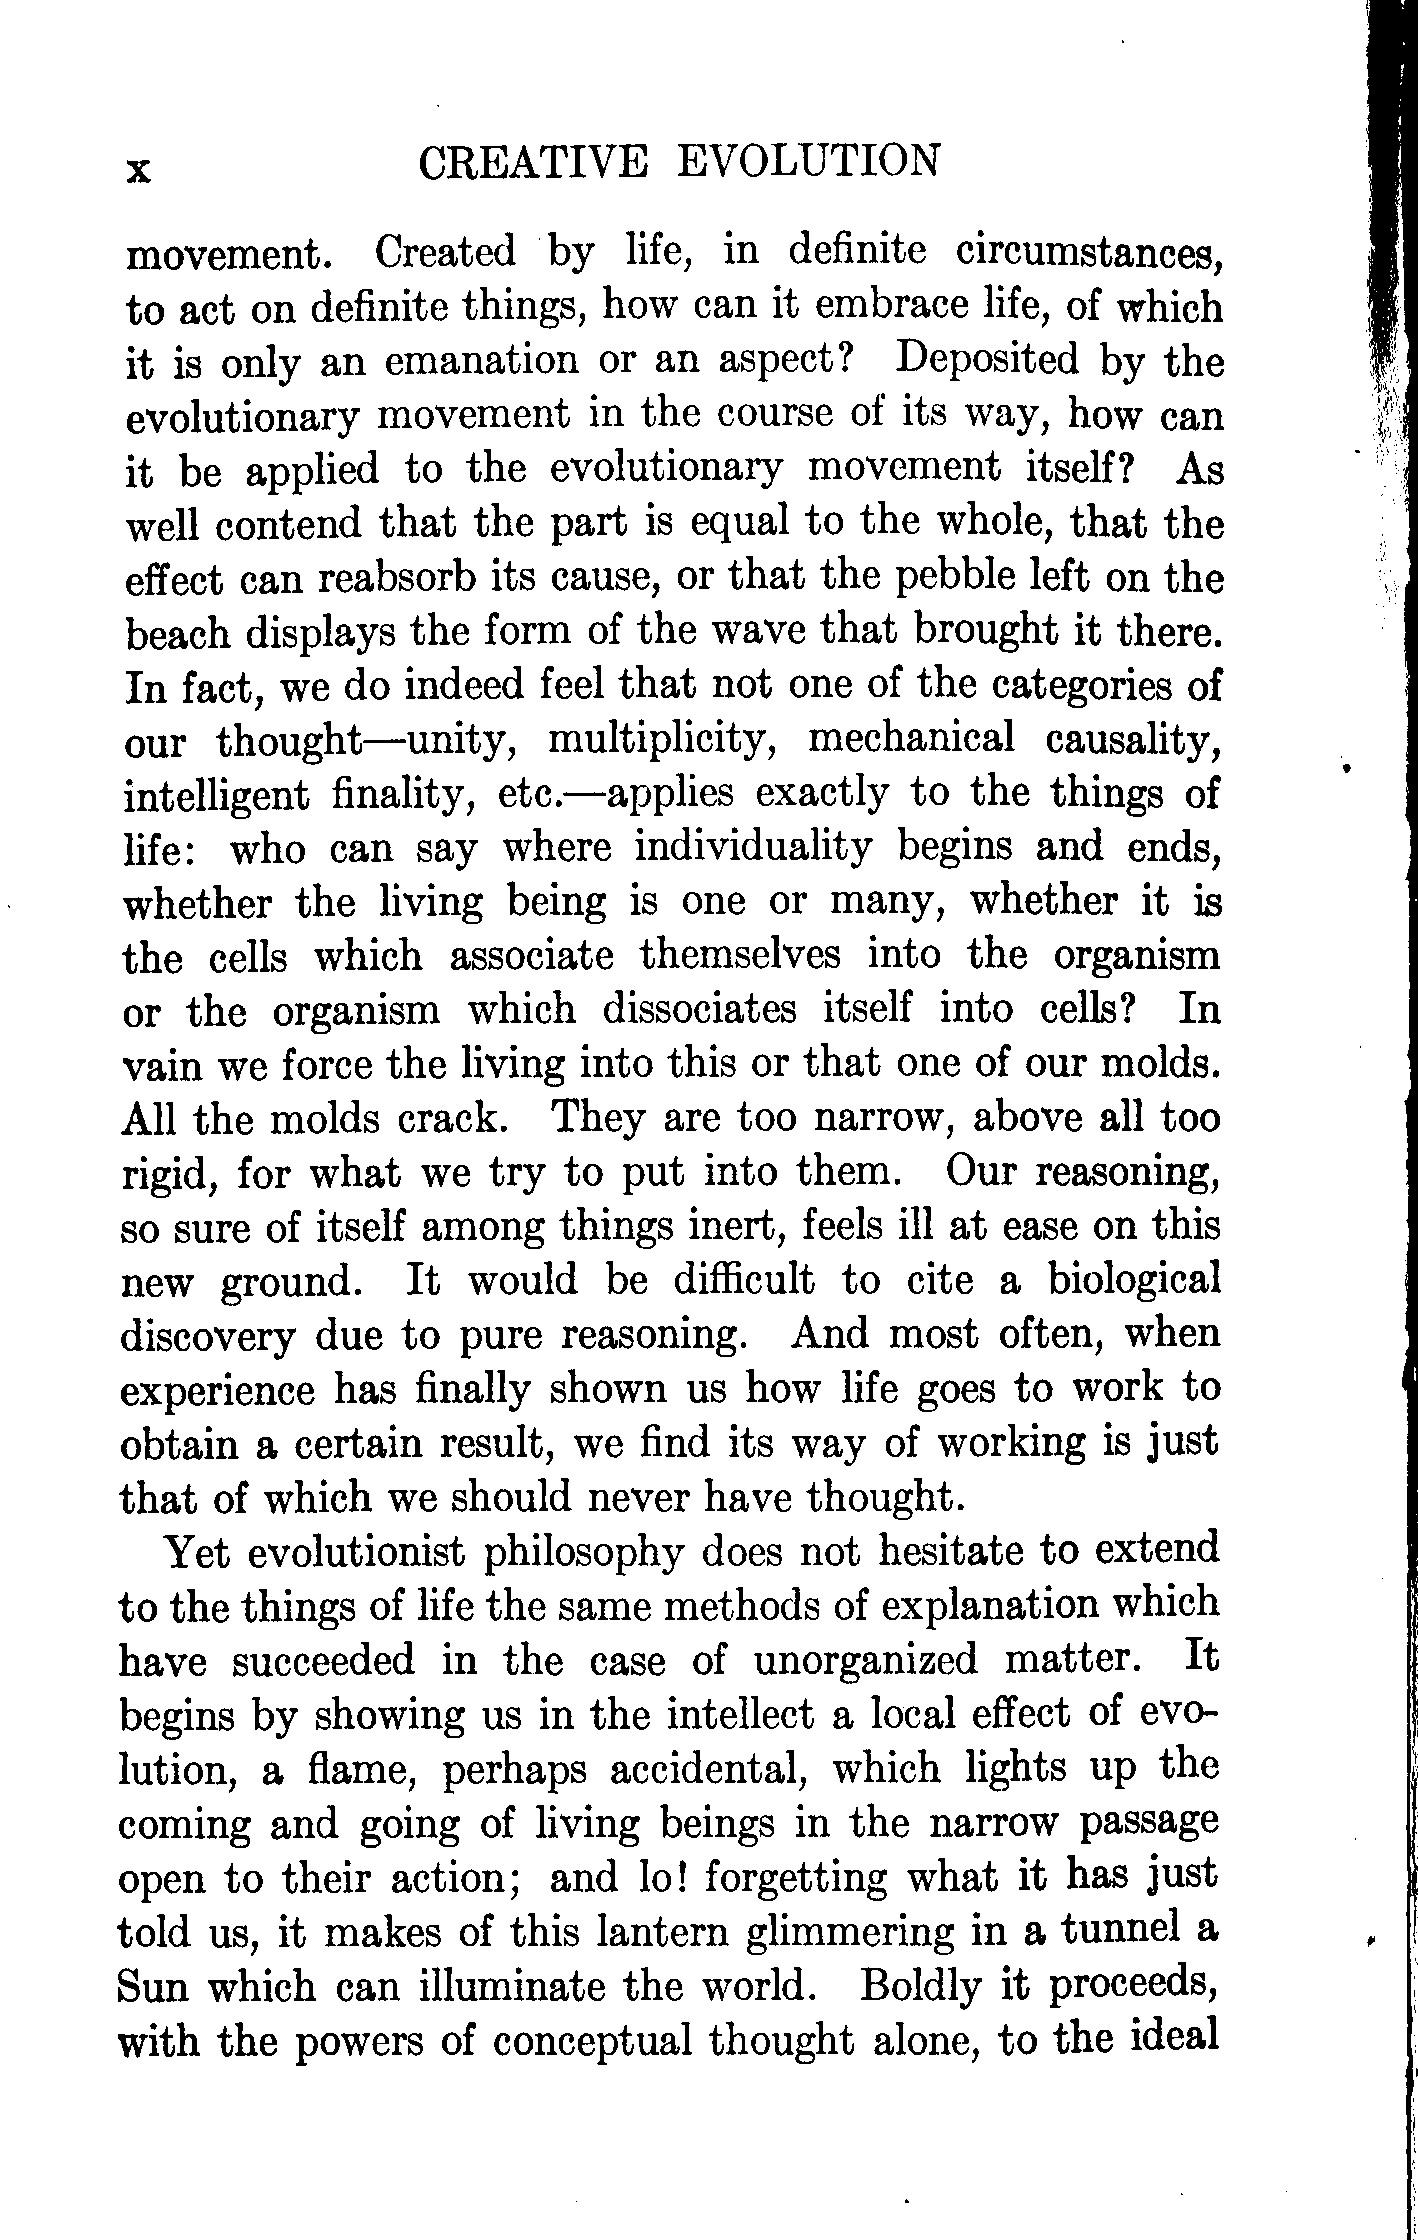 x CREATIVE EVOLUTION
movement. Created by life, in definite circumstances,
to act on definite things, how can it embrace life, of which
it is only an emanation or an aspect? Deposited by the
evolutionary movement in the course of its way, how can
it be applied to the evolutionary movement itself? As
well contend that the part is equal to the whole, that the
effect can reabsorb its cause, or that the pebble left on the
beach displays the form of the wave that brought it there.
In fact, we do indeed feel that not one of the categories of
our thought—unity, multiplicity, mechanical causality,
intelligent finality, etc.—applies exactly to the things of
life: who can say where individuality begins and ends,
whether the living being is one or many, whether it is
the cells which associate themselves into the organism
or the organism which dissociates itself into cells? In
vain we force the living into this or that one of our molds.
All the molds crack. They are too narrow, above all too
rigid, for what we try to put into them. Our reasoning,
so sure of itself among things inert, feels ill at ease on this
new ground. It would be difficult to cite a biological
discovery due to pure reasoning. And most often, when
experience has finally shown us how life goes to work to
obtain a certain result, we find its way of working is just
that of which we should never have thought.
Yet evolutionist philosophy does not hesitate to extend
to the things of life the same methods of explanation which
have succeeded in the case of unorganized matter. It
begins by showing us in the intellect a local effect of evo-
lution, a flame, perhaps accidental, which lights up the
coming and going of living beings in the narrow passage
open to their action; and lo! forgetting what it has just
told us, it makes of this lantern glimmering in a tunnel a
Sun which can illuminate the world. Boldly it proceeds,
with the powers of conceptual thought alone, to the ideal